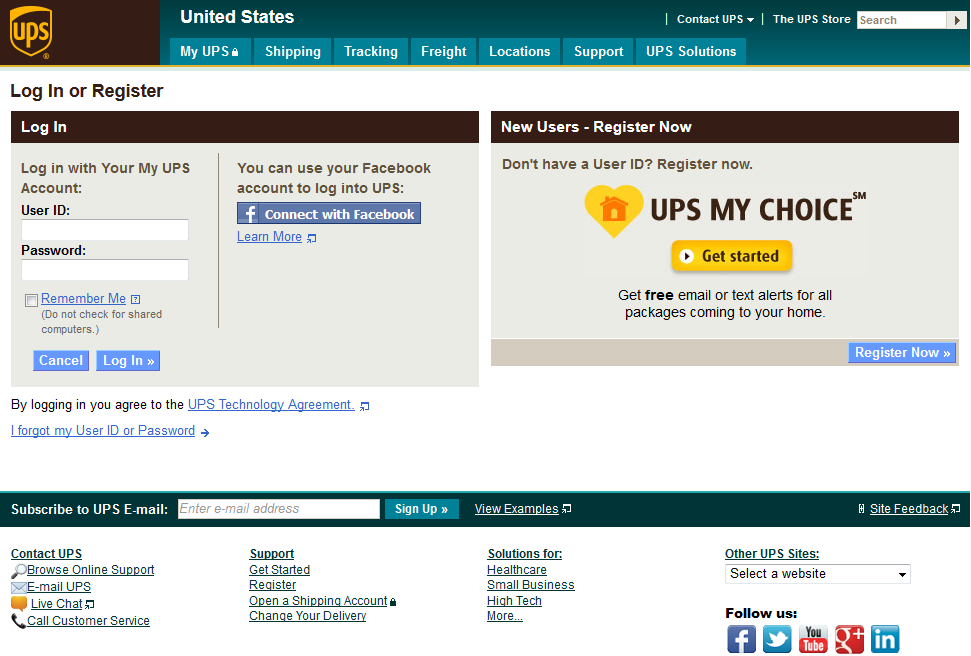 ups
United States
Contact UPS
The UPS Store
Search
My UPS
Shipping
Tracking
Freight
Locations
Support
UPS Solutions
Log In or Register
Log In
Log in with Your My UPS
Account:
User ID:
Password:
Remember Me ?
(Do not check for shared
computers.)
Cancel
Log In »
You can use your Facebook
account to log into UPS:
f Connect with Facebook
Learn More
New Users - Register Now
Don't have a User ID? Register now.
UPS MY CHOICE℠
Get started
Get free email or text alerts for all
packages coming to your home.
Register Now »
By logging in you agree to the UPS Technology Agreement.
I forgot my User ID or Password
Subscribe to UPS E-mail:
Enter e-mail address
Sign Up »
View Examples
Site Feedback
Contact UPS
Browse Online Support
E-mail UPS
Live Chat
Call Customer Service
Support
Get Started
Register
Open a Shipping Account
Change Your Delivery
Solutions for:
Healthcare
Small Business
High Tech
More...
Other UPS Sites:
Select a website
Follow us:
f
You
Tube
g+
in